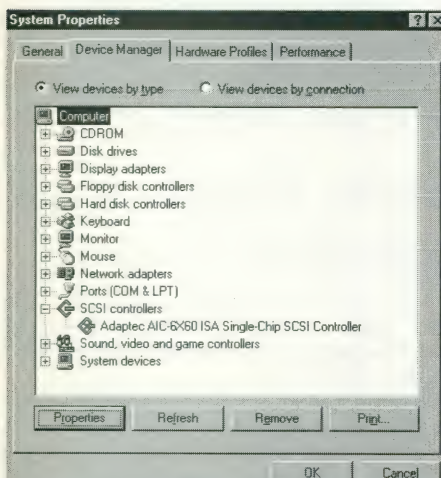 System Properties
General
Device Manager
Hardware Profiles
Performance
View devices by type
View devices by connection
Computer
CDROM
Disk drives
Display adapters
Floppy disk controllers
Hard disk controllers
Keyboard
Monitor
Mouse
Network adapters
Ports (COM & LPT)
SCSI controllers
Adaptec AIC-6X60 ISA Single-Chip SCSI Controller
Sound, video and game controllers
System devices
Properties
Refresh
Remove
Print...
OK
Cancel